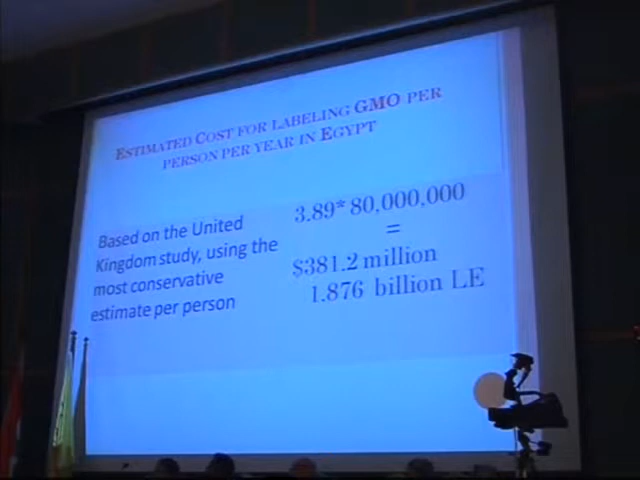 ESTIMATED COST FOR LABELING GMO PER
PERSON PER YEAR IN EGYPT
Based on the United
Kingdom study, using the
most conservative
estimate per person
3.89* 80,000,000
=
$381.2 million
1.876 billion LE